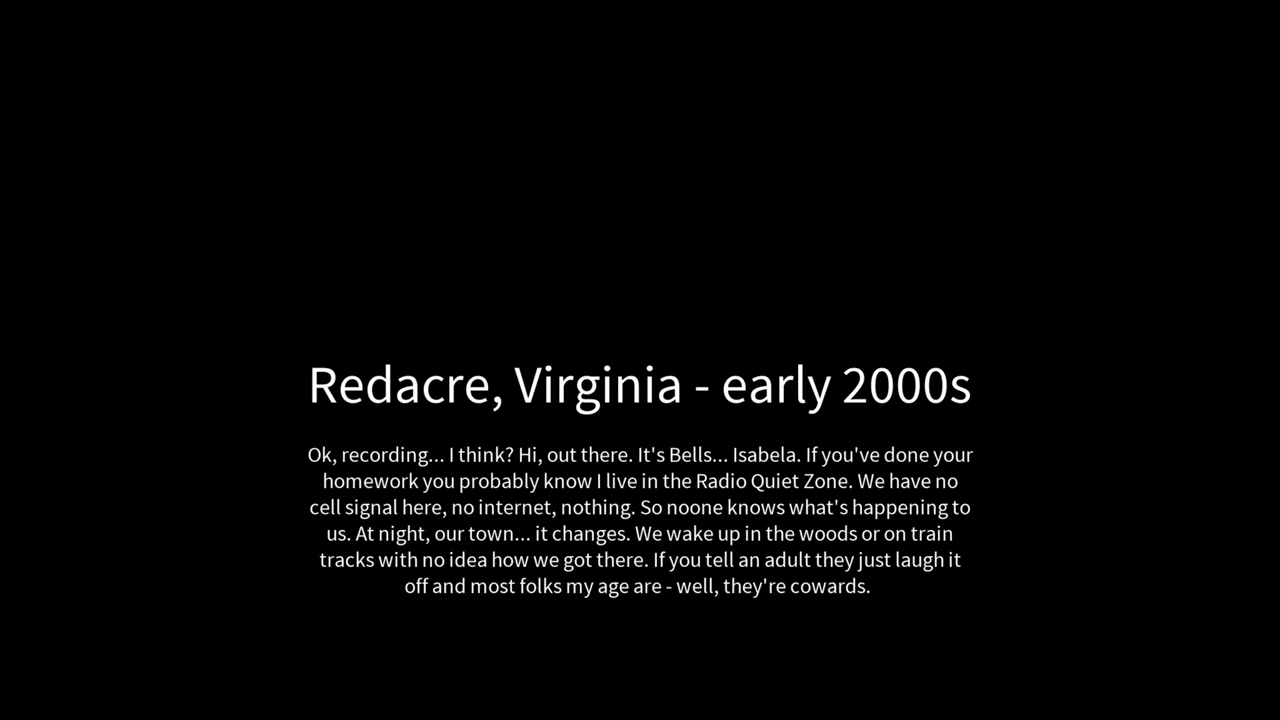 Redacre, Virginia - early 2000s
Ok, recording... I think? Hi, out there. It's Bells... Isabela. If you've done your
homework you probably know I live in the Radio Quiet Zone. We have no
cell signal here, no internet, nothing. So noone knows what's happening to
us. At night, our town... it changes. We wake up in the woods or on train
tracks with no idea how we got there. If you tell an adult they just laugh it
off and most folks my age are - well, they're cowards.